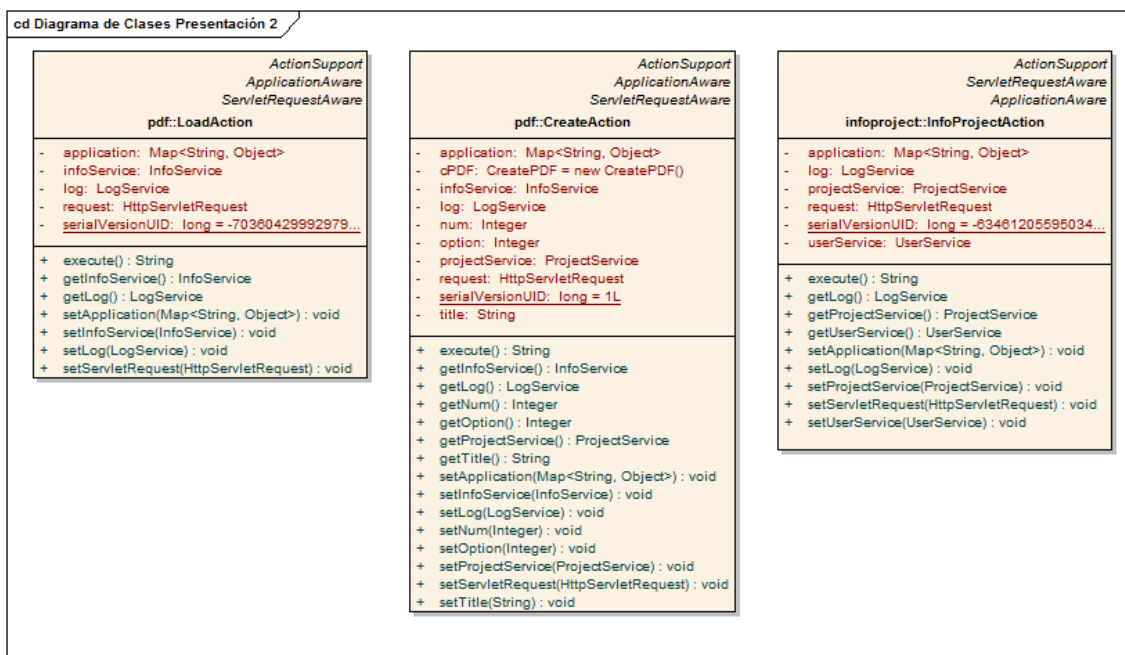 cd Diagrama de Clases Presentación 2
ActionSupport
ApplicationAware
ServletRequestAware
pdf::LoadAction
- application: Map<String, Object>
- infoService: InfoService
- log: LogService
- request: HttpServletRequest
- serialVersionUID: long = -70360429992979...
+ execute() : String
+ getInfoService() : InfoService
+ getLog() : LogService
+ setApplication(Map<String, Object>) : void
+ setInfoService(InfoService) : void
+ setLog(LogService) : void
+ setServletRequest(HttpServletRequest) : void
ActionSupport
ApplicationAware
ServletRequestAware
pdf::CreateAction
- application: Map<String, Object>
- cPDF: CreatePDF = new CreatePDF()
- infoService: InfoService
- log: LogService
- num: Integer
- option: Integer
- projectService: ProjectService
- request: HttpServletRequest
- serialVersionUID: long = 1L
- title: String
+ execute() : String
+ getInfoService() : InfoService
+ getLog() : LogService
+ getNum() : Integer
+ getOption() : Integer
+ getProjectService() : ProjectService
+ getTitle() : String
+ setApplication(Map<String, Object>) : void
+ setInfoService(InfoService) : void
+ setLog(LogService) : void
+ setNum(Integer) : void
+ setOption(Integer) : void
+ setProjectService(ProjectService) : void
+ setServletRequest(HttpServletRequest) : void
+ setTitle(String) : void
ActionSupport
ServletRequestAware
ApplicationAware
infoproject::InfoProjectAction
- application: Map<String, Object>
- log: LogService
- projectService: ProjectService
- request: HttpServletRequest
- serialVersionUID: long = -63461205595034...
- userService: UserService
+ execute() : String
+ getLog() : LogService
+ getProjectService() : ProjectService
+ getUserService() : UserService
+ setApplication(Map<String, Object>) : void
+ setLog(LogService) : void
+ setProjectService(ProjectService) : void
+ setServletRequest(HttpServletRequest) : void
+ setUserService(UserService) : void